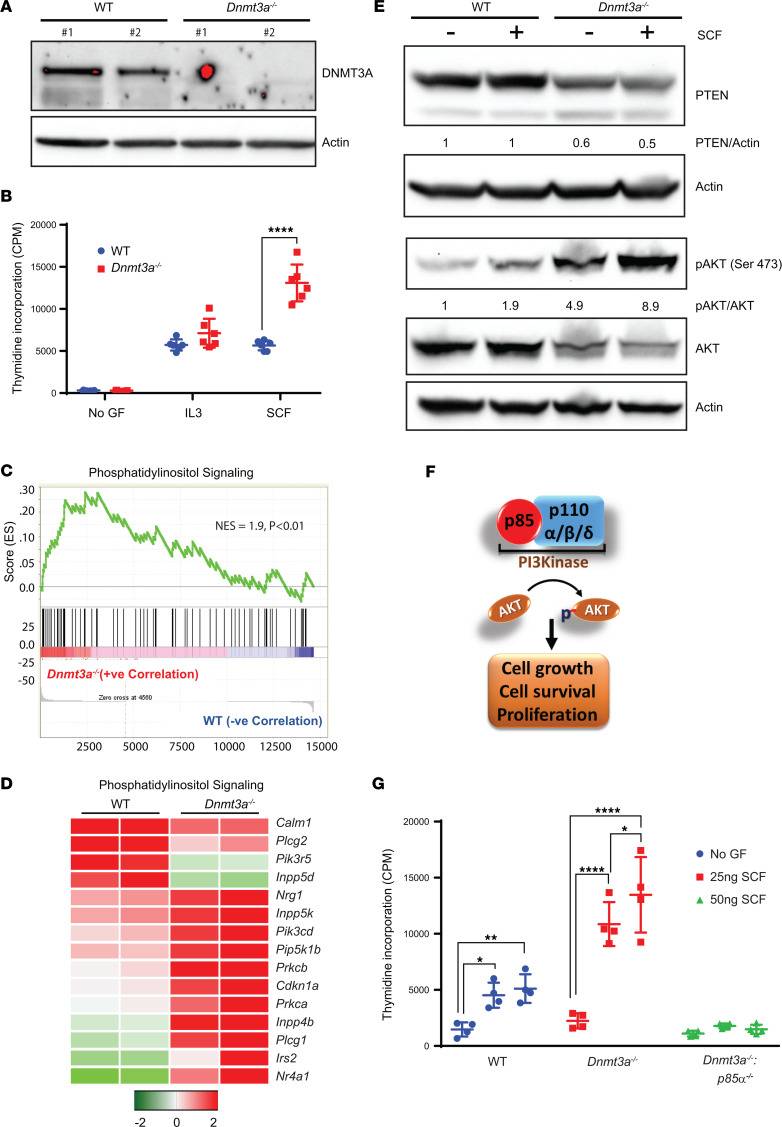 A
WT
Dnmt3a-/-
#1
#2
#1
#2
DNMT3A
Actin
B
Thymidine incorporation (CPM)
20000
15000
10000
5000
0
WT
Dnmt3a-/-
****
No GF
IL3
SCF
C
Phosphatidylinositol Signaling
Score (ES)
.30
.20
.10
.05
0.0
NES = 1.9, P<0.01
25
0.0
-25
-50
Dnmt3a-/-(+ve Correlation)
Zero cross at 4560
WT (-ve Correlation)
2500
5000
7500
10000
12500
15000
D
Phosphatidylinositol Signaling
WT
Dnmt3a-/-
Calm1
Plcg2
Pik3r5
Inpp5d
Nrg1
Inpp5k
Pik3cd
Pip5k1b
Prkcb
Cdkn1a
Prkca
Inpp4b
Plcg1
Irs2
Nr4a1
-2
0
2
E
WT
Dnmt3a-/-
-
+
-
+
SCF
PTEN
1
1
0.6
0.5
PTEN/Actin
Actin
pAKT (Ser 473)
1
1.9
4.9
8.9
pAKT/AKT
AKT
Actin
F
p85
p110
α/β/δ
PI3Kinase
AKT
p
AKT
Cell growth
Cell survival
Proliferation
G
Thymidine incorporation (CPM)
20000
15000
10000
5000
0
*
**
****
****
*
No GF
25ng SCF
50ng SCF
WT
Dnmt3a-/-
Dnmt3a-/-:
p85α-/-